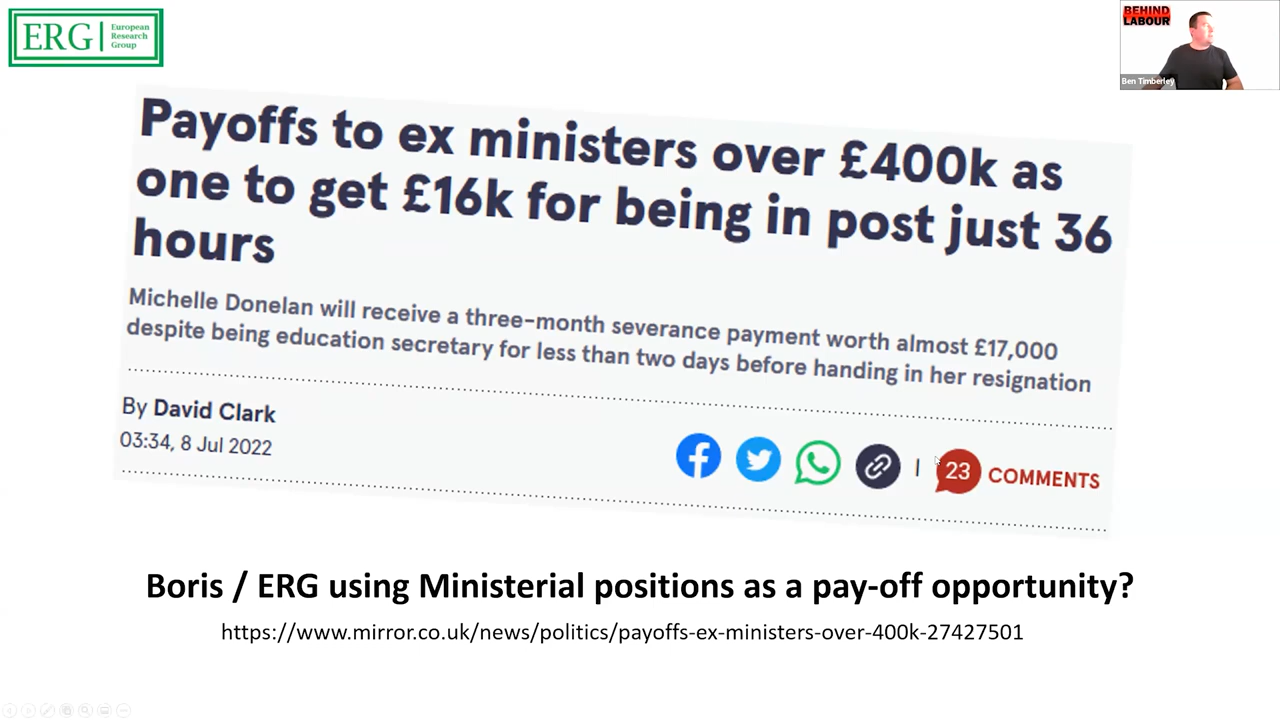 ERG
European
Research
Group
BEHIND
LABOUR
Ben Timberley
Payoffs to ex ministers over £400k as
one to get £16k for being in post just 36
hours
Michelle Donelan will receive a three-month severance payment worth almost £17,000
despite being education secretary for less than two days before handing in her resignation
By David Clark
03:34, 8 Jul 2022
23 COMMENTS
Boris / ERG using Ministerial positions as a pay-off opportunity?
https://www.mirror.co.uk/news/politics/payoffs-ex-ministers-over-400k-27427501